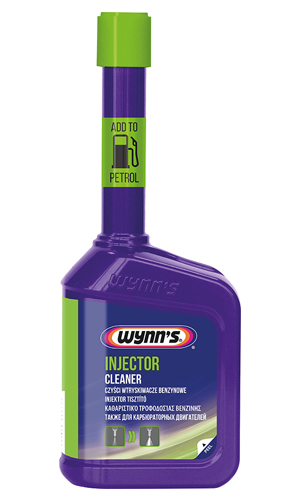 ADD TO
PETROL
WYNN'S
WYNN'S ®
INJECTOR
CLEANER
CZYŚCI WTRYSKIWACZE BENZYNOWE
INJEKTOR TISZTÍTÓ
ΚΑΘΑΡΙΣΤΙΚΟ ΤΡΟΦΟΔΟΣΙΑΣ ΒΕΝΖΙΝΗΣ
ТАКЖЕ ДЛЯ КАРБЮРАТОРНЫХ ДВИГАТЕЛЕЙ
PEEL